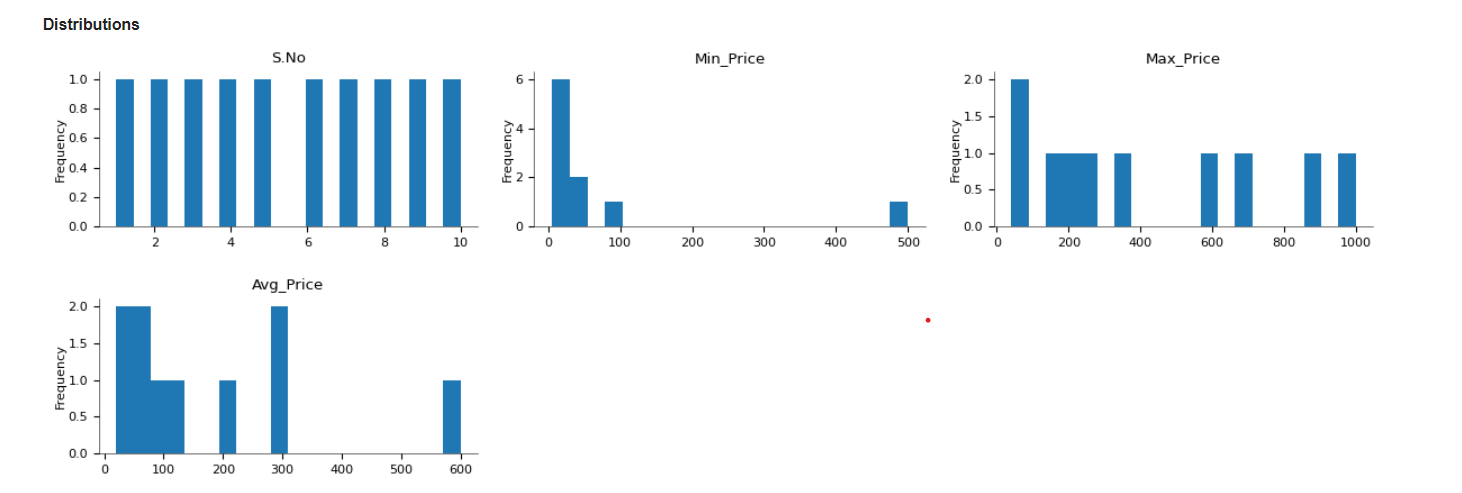 Distributions
S.No
Frequency
1.0
0.8
0.6
0.4
0.2
0.0
2 4 6 8 10
Min_Price
Frequency
6
4
2
0
0 100 200 300 400 500
Max_Price
Frequency
2.0
1.5
1.0
0.5
0.0
0 200 400 600 800 1000
Avg_Price
Frequency
2.0
1.5
1.0
0.5
0.0
0 100 200 300 400 500 600